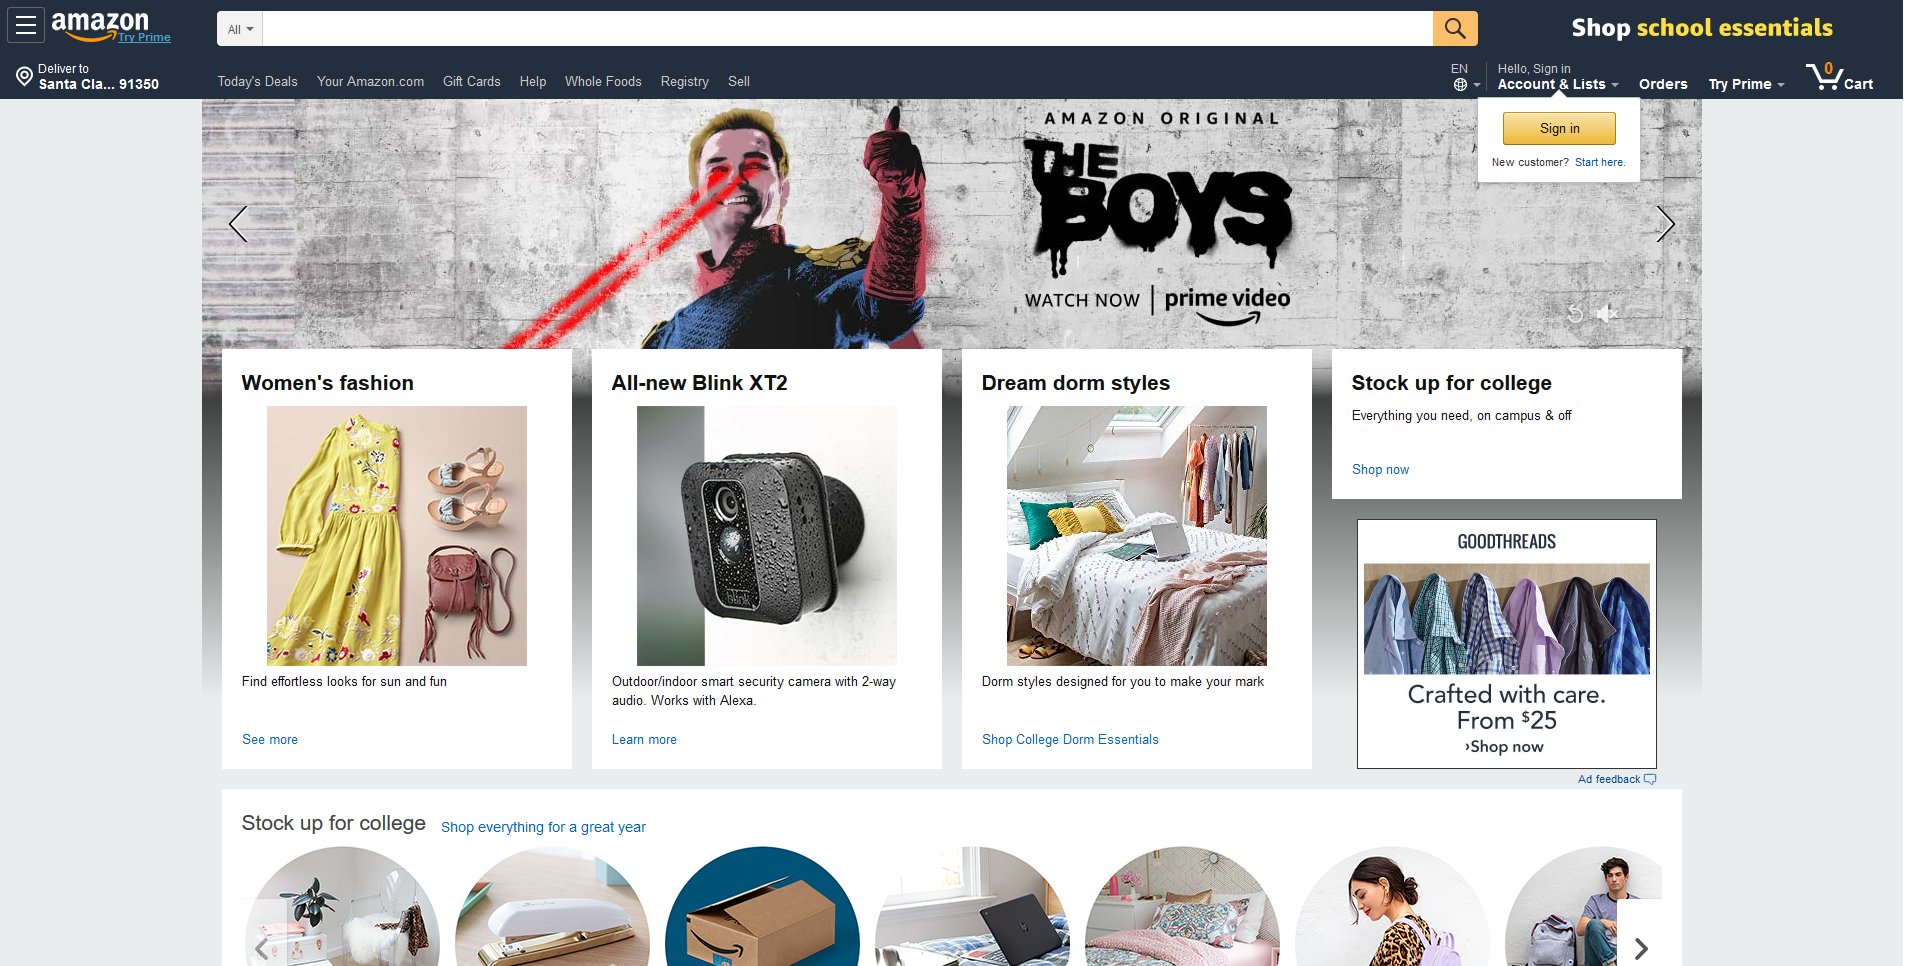 amazon
Try Prime
All
Shop school essentials
Deliver to
Santa Cla... 91350
Today's Deals
Your Amazon.com
Gift Cards
Help
Whole Foods
Registry
Sell
EN
Hello, Sign in
Account & Lists
Orders
Try Prime
0
Cart
Sign in
New customer? Start here.
AMAZON ORIGINAL
THE
BOYS
WATCH NOW | prime video
Women's fashion
Find effortless looks for sun and fun
See more
All-new Blink XT2
blink
Outdoor/indoor smart security camera with 2-way
audio. Works with Alexa.
Learn more
Dream dorm styles
Dorm styles designed for you to make your mark
Shop College Dorm Essentials
Stock up for college
Everything you need, on campus & off
Shop now
GOODTHREADS
Crafted with care.
From $25
›Shop now
Ad feedback
Stock up for college
Shop everything for a great year